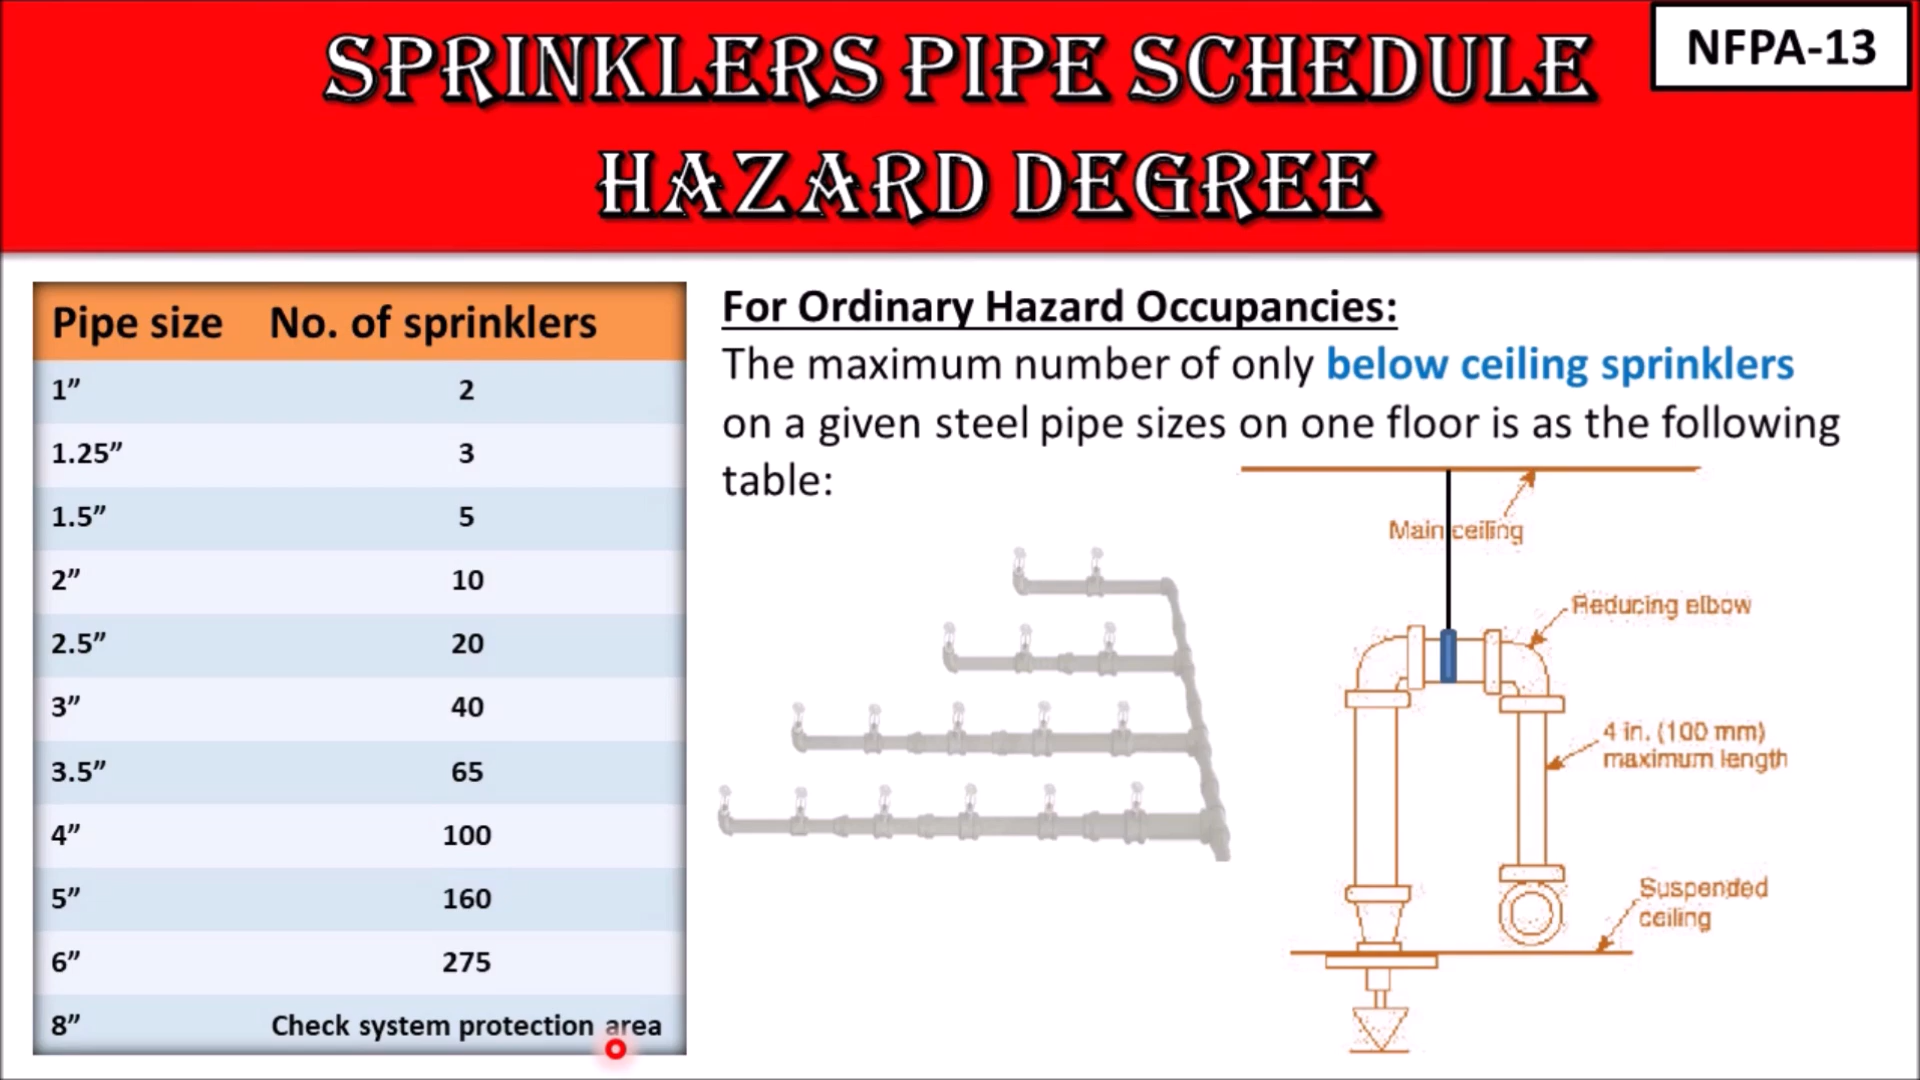 SPRINKLERS PIPE SCHEDULE
HAZARD DEGREE
NFPA-13
Pipe size No. of sprinklers
1” 2
1.25” 3
1.5” 5
2” 10
2.5” 20
3” 40
3.5” 65
4” 100
5” 160
6” 275
8” Check system protection area
For Ordinary Hazard Occupancies:
The maximum number of only below ceiling sprinklers
on a given steel pipe sizes on one floor is as the following
table:
Main ceiling
Reducing elbow
4 in. (100 mm)
maximum length
Suspended
ceiling